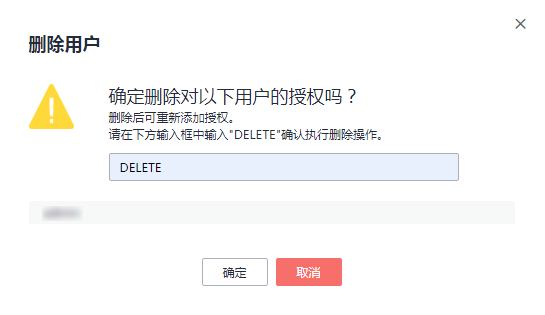 删除用户
确定删除对以下用户的授权吗？
删除后可重新添加授权。
请在下方输入框中输入"DELETE"确认执行删除操作。
DELETE
确定
取消